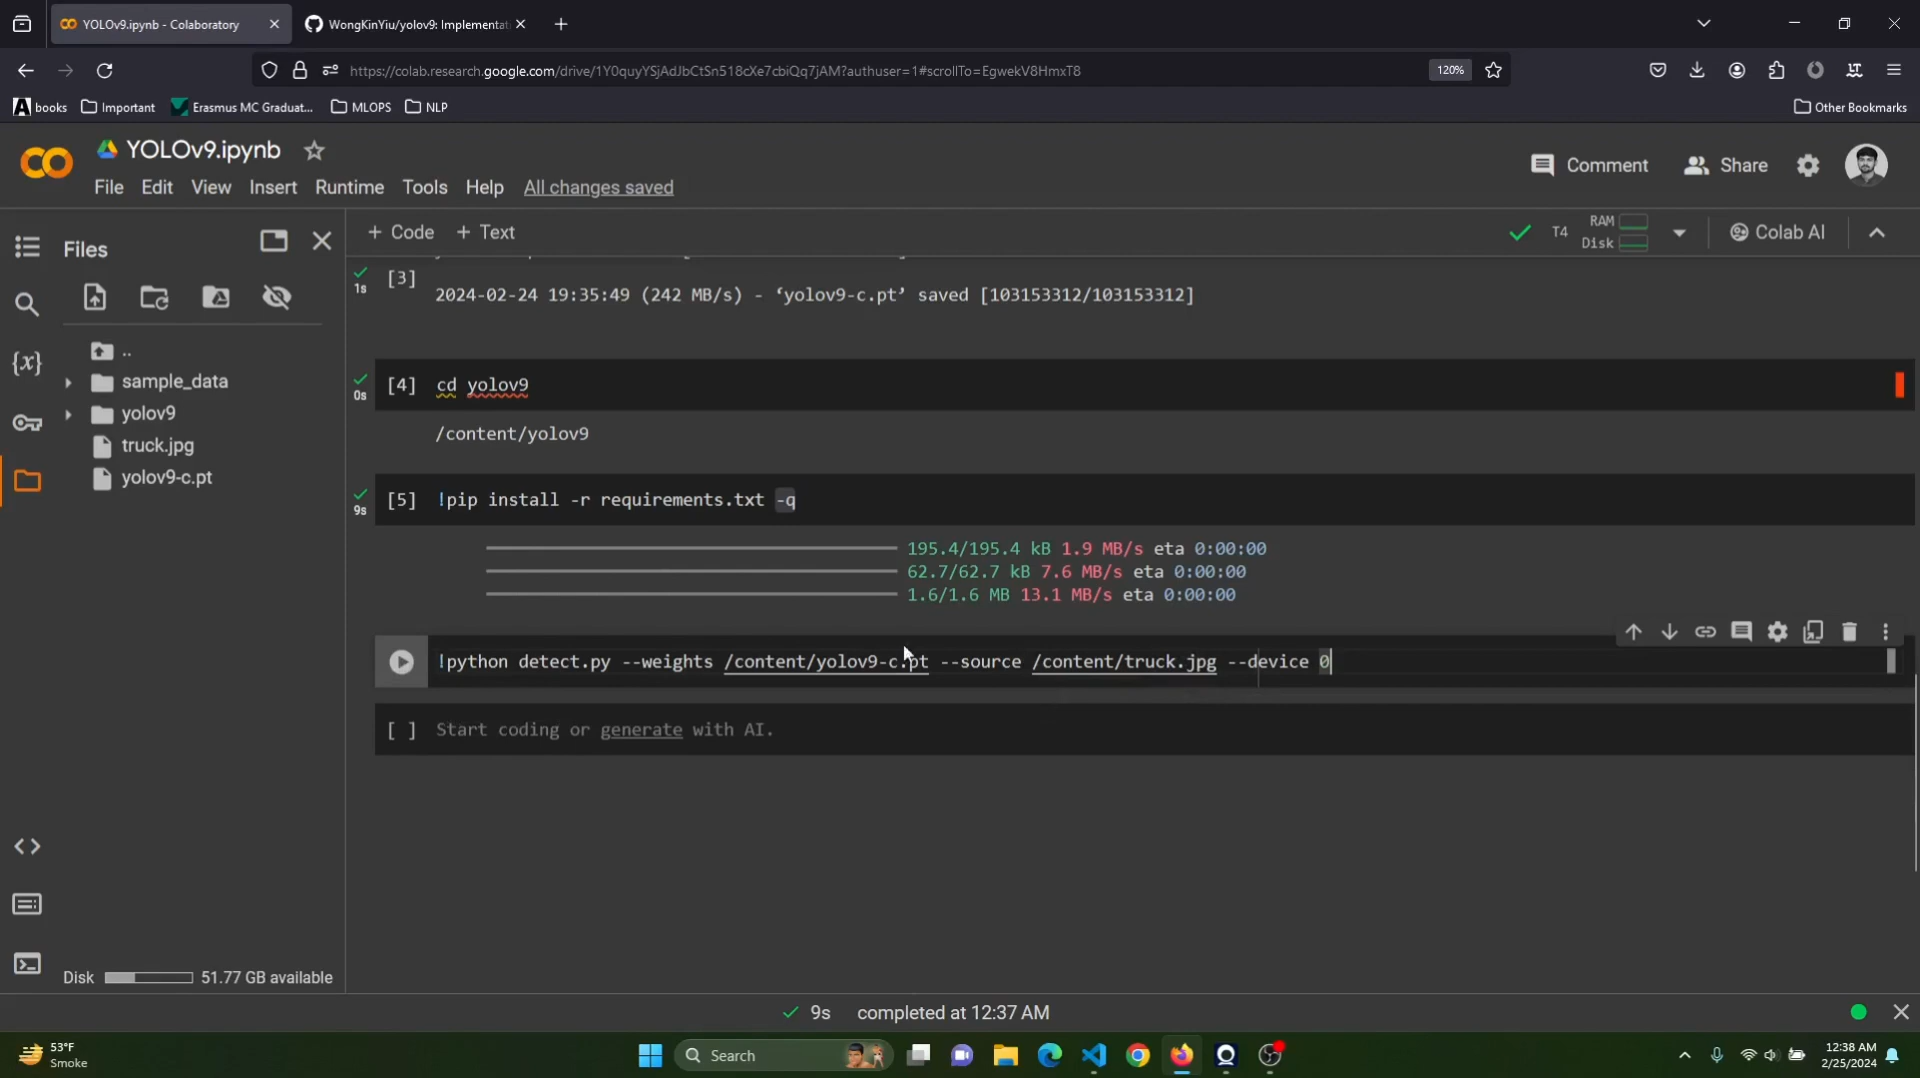 YOLOv9.ipynb - Colaboratory
WongKinYiu/yolov9: Implementat
https://colab.research.google.com/drive/1Y0quyYSjAdJbCtSn518cXe7cbiQq7jAM?authuser=1#scrollTo=EgwekV8HmxT8
120%
books
Important
Erasmus MC Graduat...
MLOPS
NLP
Other Bookmarks
YOLOv9.ipynb
File Edit View Insert Runtime Tools Help All changes saved
Comment
Share
Files
+ Code
+ Text
T4
RAM
Disk
Colab AI
..
sample_data
yolov9
truck.jpg
yolov9-c.pt
1s
[3]
2024-02-24 19:35:49 (242 MB/s) - ‘yolov9-c.pt’ saved [103153312/103153312]
0s
[4] cd yolov9
/content/yolov9
9s
[5] !pip install -r requirements.txt -q
195.4/195.4 kB 1.9 MB/s eta 0:00:00
62.7/62.7 kB 7.6 MB/s eta 0:00:00
1.6/1.6 MB 13.1 MB/s eta 0:00:00
!python detect.py --weights /content/yolov9-c.pt --source /content/truck.jpg --device 0
[ ] Start coding or generate with AI.
{x}
Disk
51.77 GB available
9s completed at 12:37 AM
53°F
Smoke
Search
12:38 AM
2/25/2024